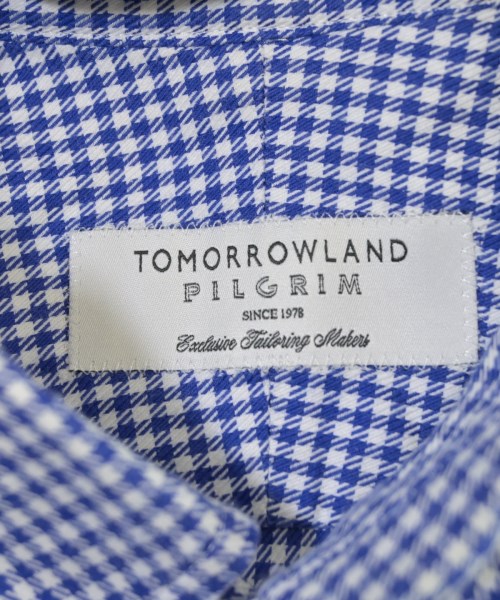 TOMORROWLAND
PILGRIM
SINCE 1978
Exclusive Tailoring Makers